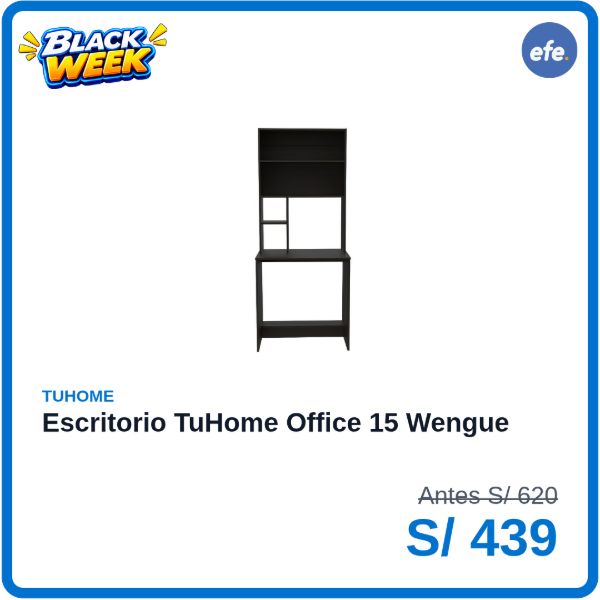 BLACK
WEEK
efe.
TUHOME
Escritorio TuHome Office 15 Wengue
Antes S/ 620
S/ 439